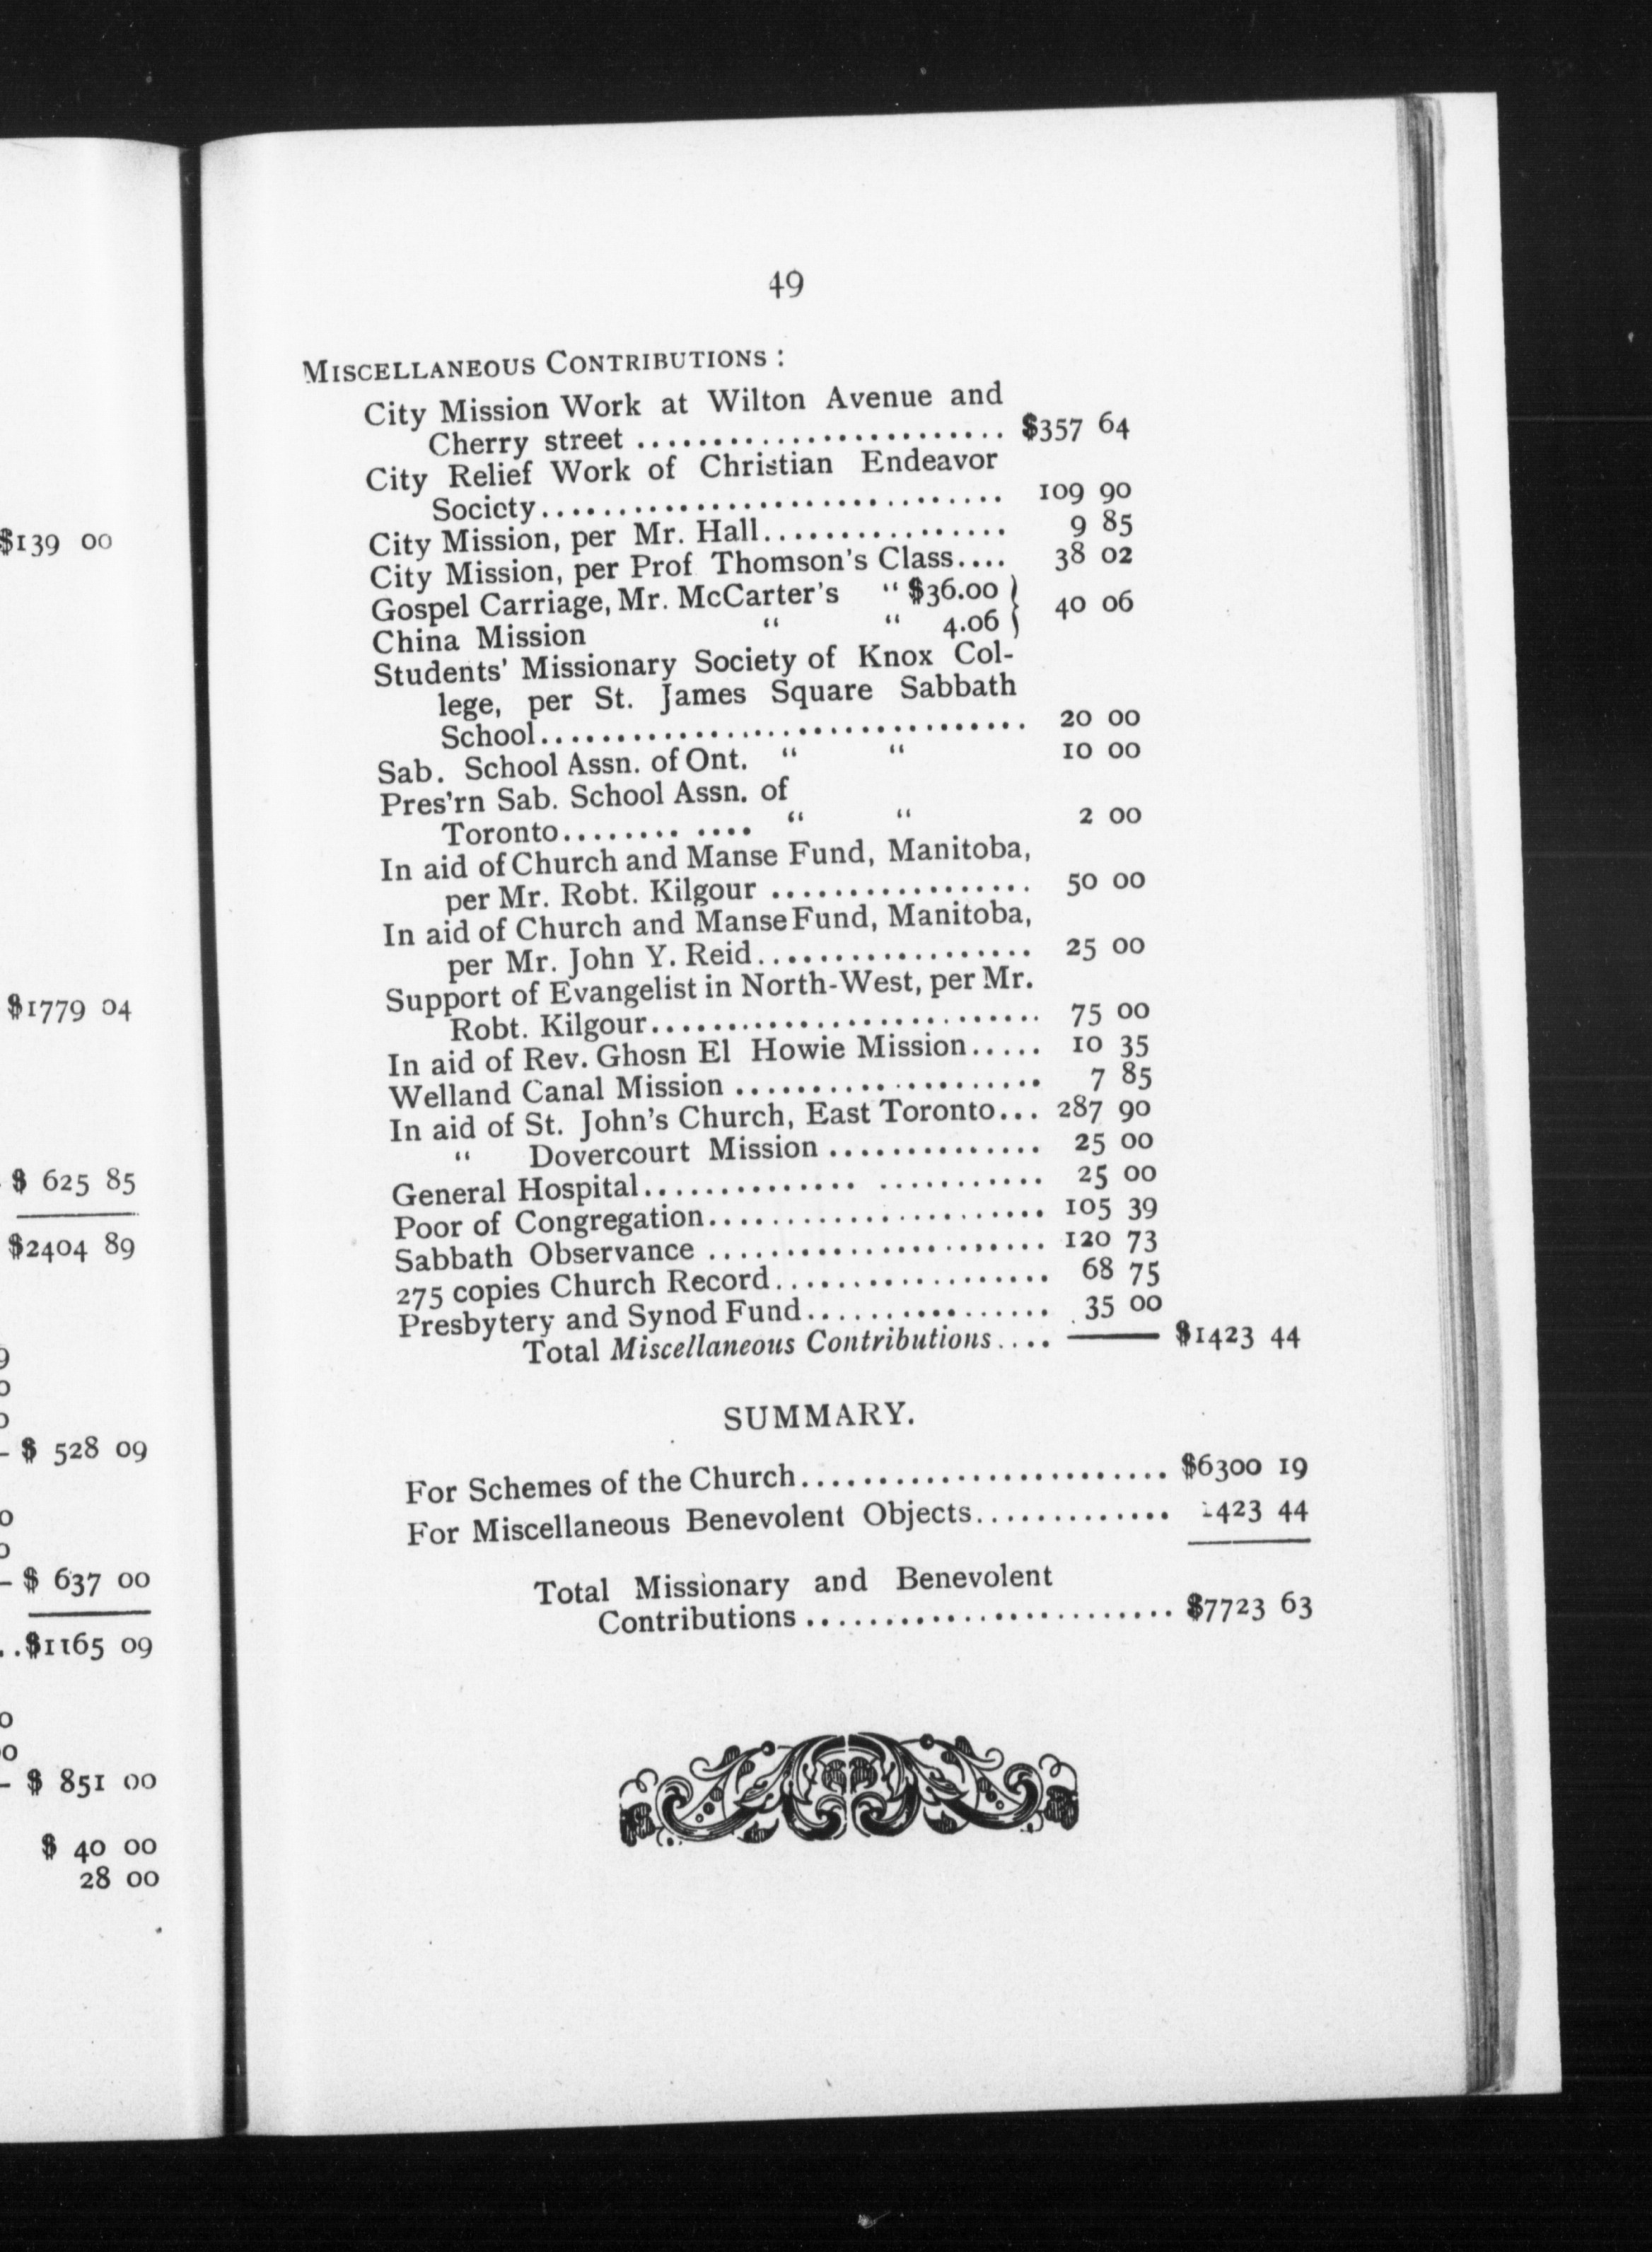 $139 00
$1779 04
$ 625 85
$2404 89
$ 528 09
$ 637 00
..$1165 09
$ 851 00
$ 40 00
28 00
49
MISCELLANEOUS CONTRIBUTIONS :
City Mission Work at Wilton Avenue and
Cherry street ........................ $357 64
City Relief Work of Christian Endeavor
Society.............................. 109 90
City Mission, per Mr. Hall................ 9 85
City Mission, per Prof Thomson's Class.... 38 02
Gospel Carriage, Mr. McCarter's " $36.00 } 40 06
China Mission " " 4.06 }
Students' Missionary Society of Knox Col-
lege, per St. James Square Sabbath
School................................ 20 00
Sab. School Assn. of Ont. " " 10 00
Pres'rn Sab. School Assn. of
Toronto........ .... " " 2 00
In aid of Church and Manse Fund, Manitoba,
per Mr. Robt. Kilgour ................. 50 00
In aid of Church and Manse Fund, Manitoba,
per Mr. John Y. Reid.................. 25 00
Support of Evangelist in North-West, per Mr.
Robt. Kilgour......................... 75 00
In aid of Rev. Ghosn El Howie Mission..... 10 35
Welland Canal Mission .................... 7 85
In aid of St. John's Church, East Toronto... 287 90
" Dovercourt Mission .............. 25 00
General Hospital.............. ........... 25 00
Poor of Congregation...................... 105 39
Sabbath Observance ...................... 120 73
275 copies Church Record.................. 68 75
Presbytery and Synod Fund................ 35 00
Total Miscellaneous Contributions.... $1423 44
SUMMARY.
For Schemes of the Church........................ $6300 19
For Miscellaneous Benevolent Objects............. 1423 44
Total Missionary and Benevolent
Contributions ........................ $7723 63